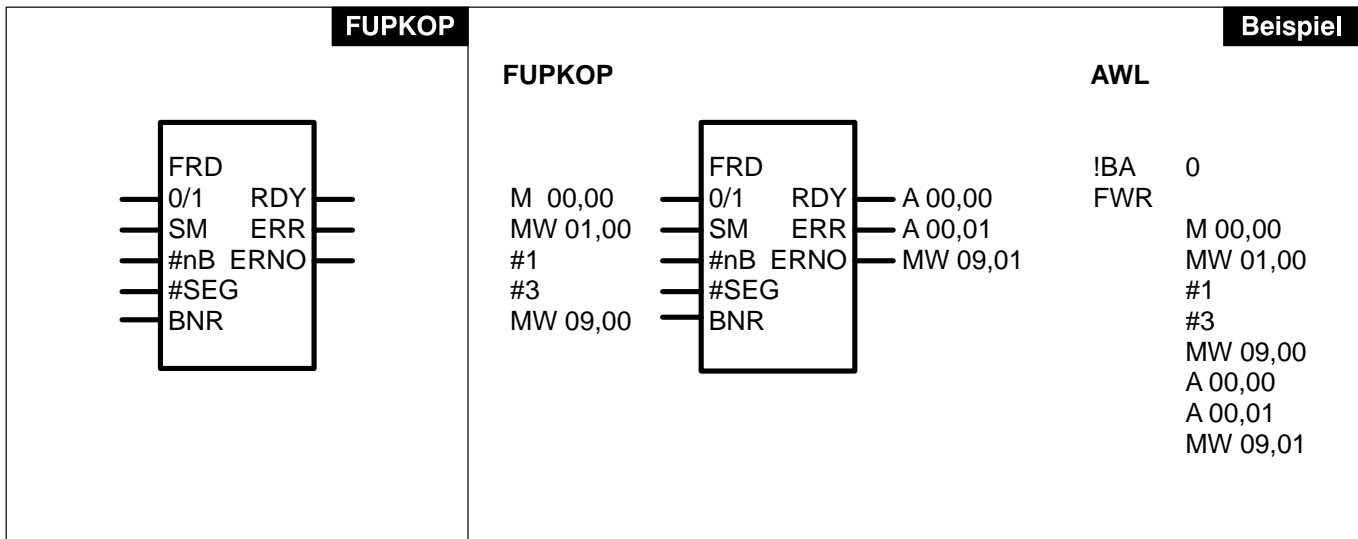 FUPKOP
FRD
0/1 RDY
SM ERR
#nB ERNO
#SEG
BNR
Beispiel
FUPKOP
M 00,00
MW 01,00
#1
#3
MW 09,00
FRD
0/1 RDY
SM ERR
#nB ERNO
#SEG
BNR
A 00,00
A 00,01
MW 09,01
AWL
!BA 0
FWR
M 00,00
MW 01,00
#1
#3
MW 09,00
A 00,00
A 00,01
MW 09,01